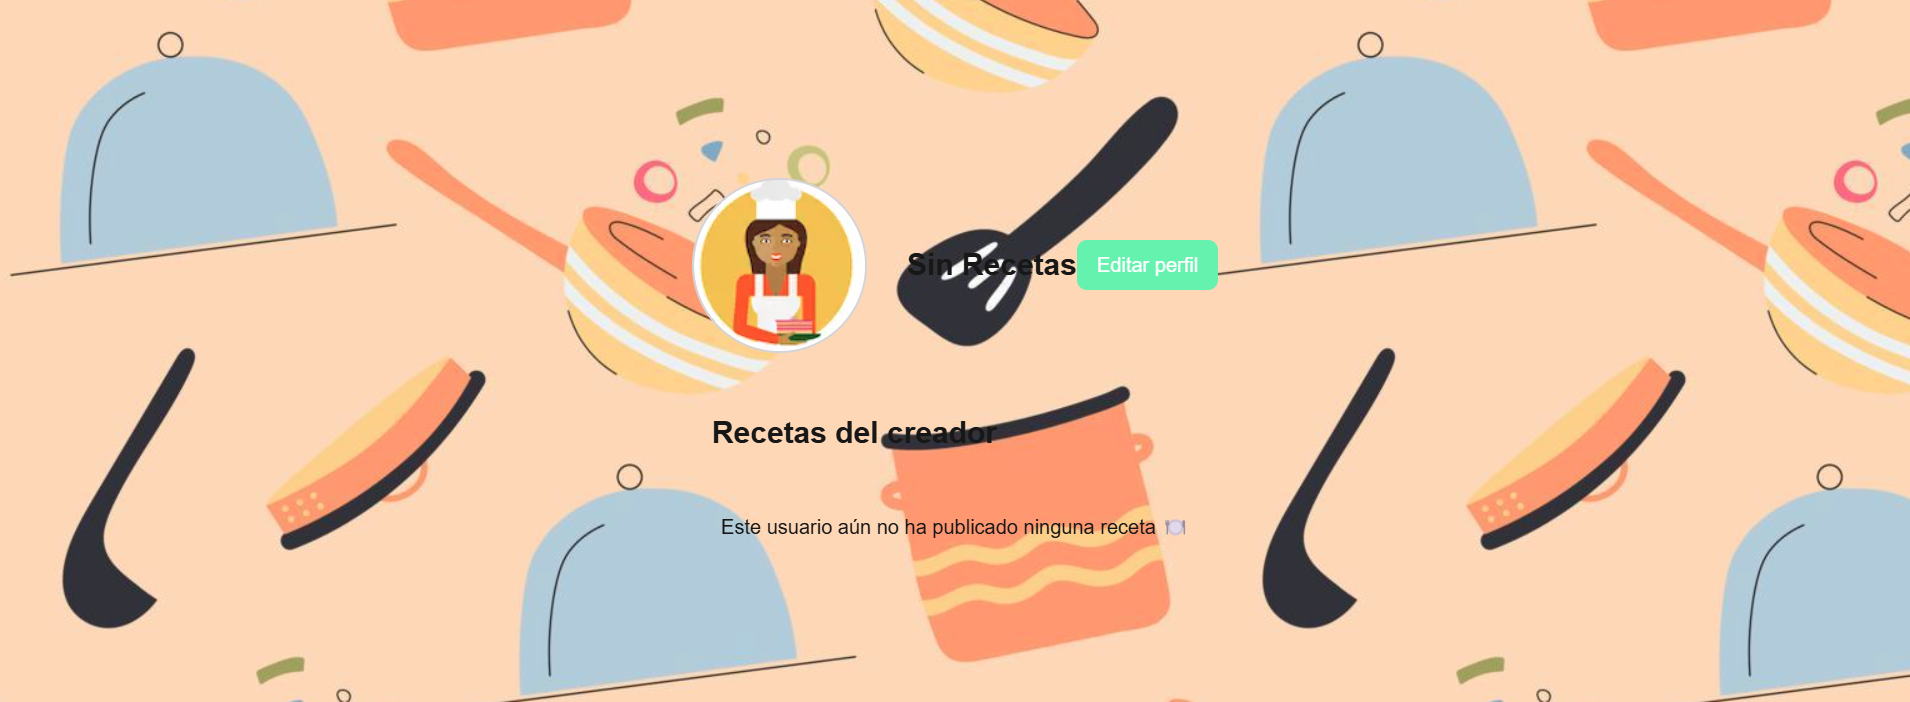 Sin Recetas
Editar perfil
Recetas del creador
Este usuario aún no ha publicado ninguna receta 🍽️